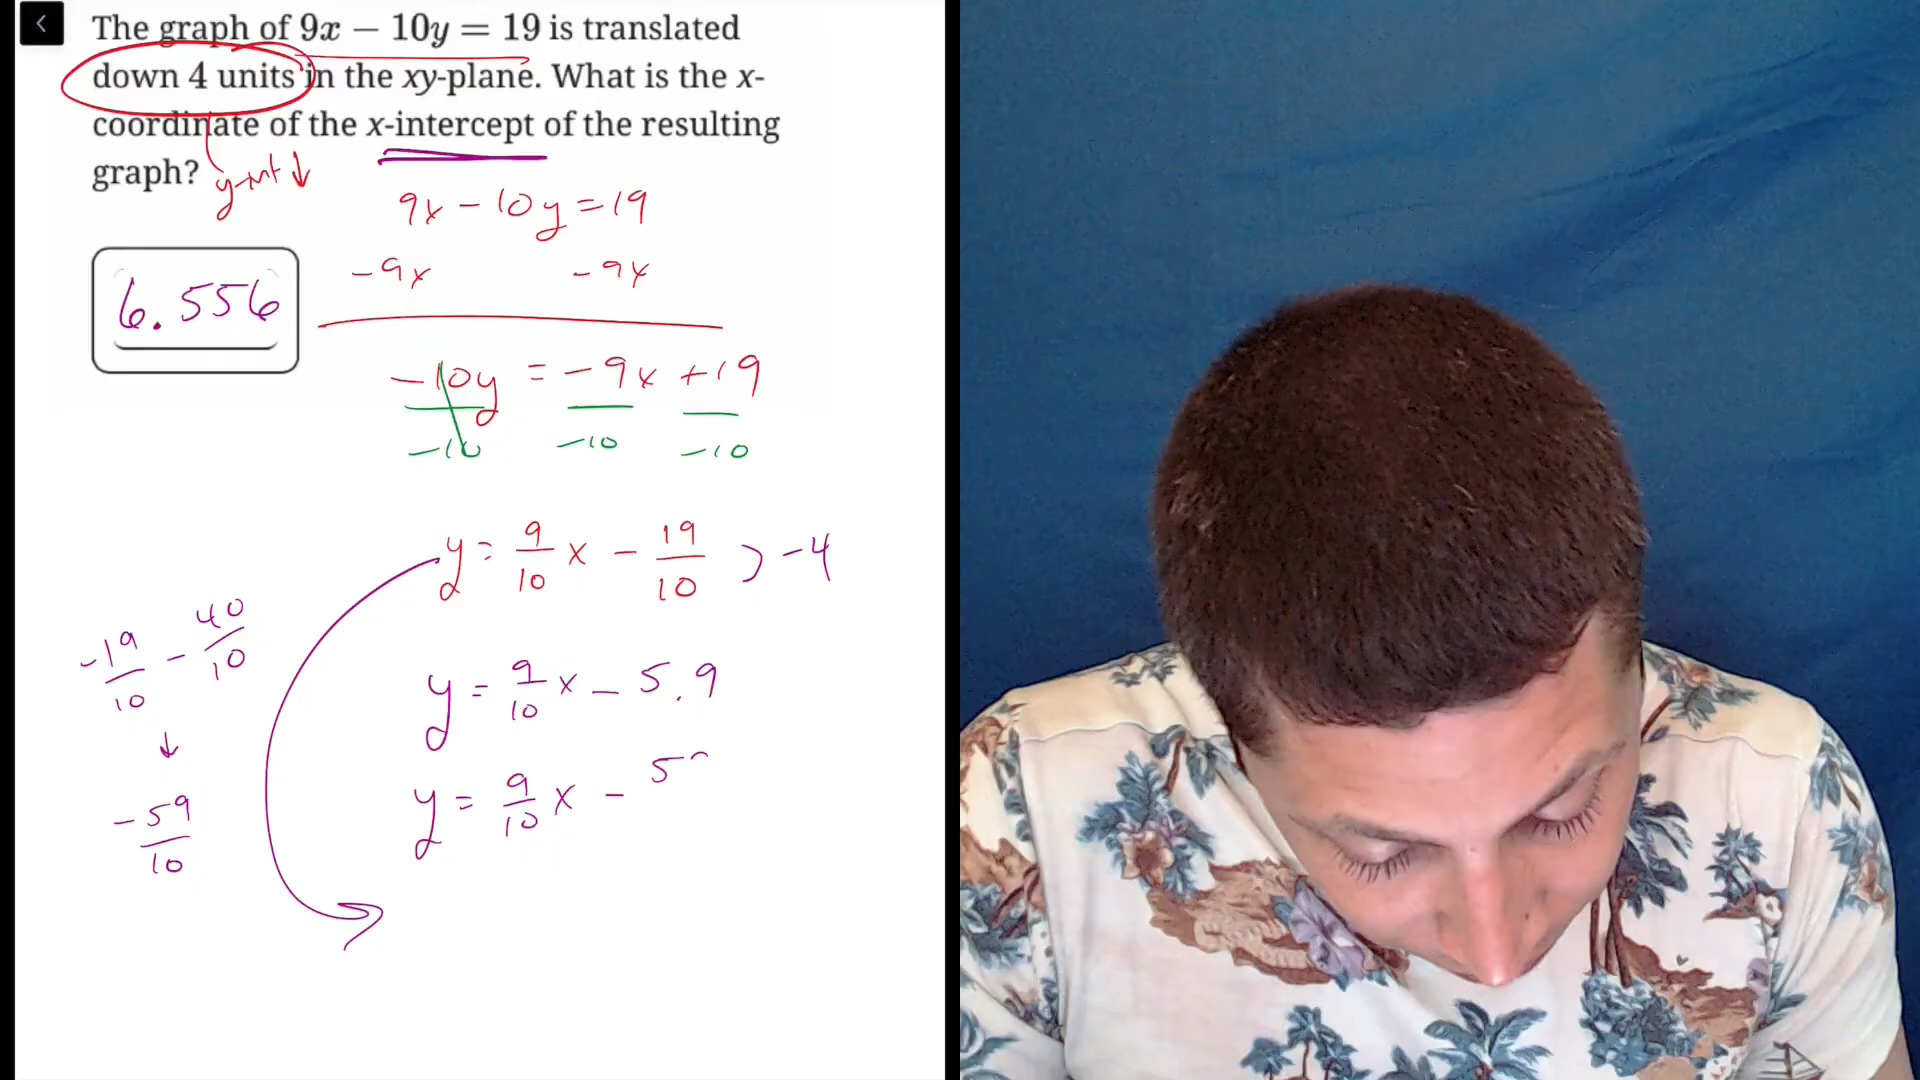 The graph of 9x − 10y = 19 is translated
down 4 units in the xy-plane. What is the x-
coordinate of the x-intercept of the resulting
graph?
y-int ↓
9x - 10y = 19
-9x -9x
6.556
-10y = -9x + 19
-10 -10 -10
y = 9/10 x - 19/10 > -4
-19/10 - 40/10
↓
-59/10
y = 9/10 x - 5.9
y = 9/10 x - 5